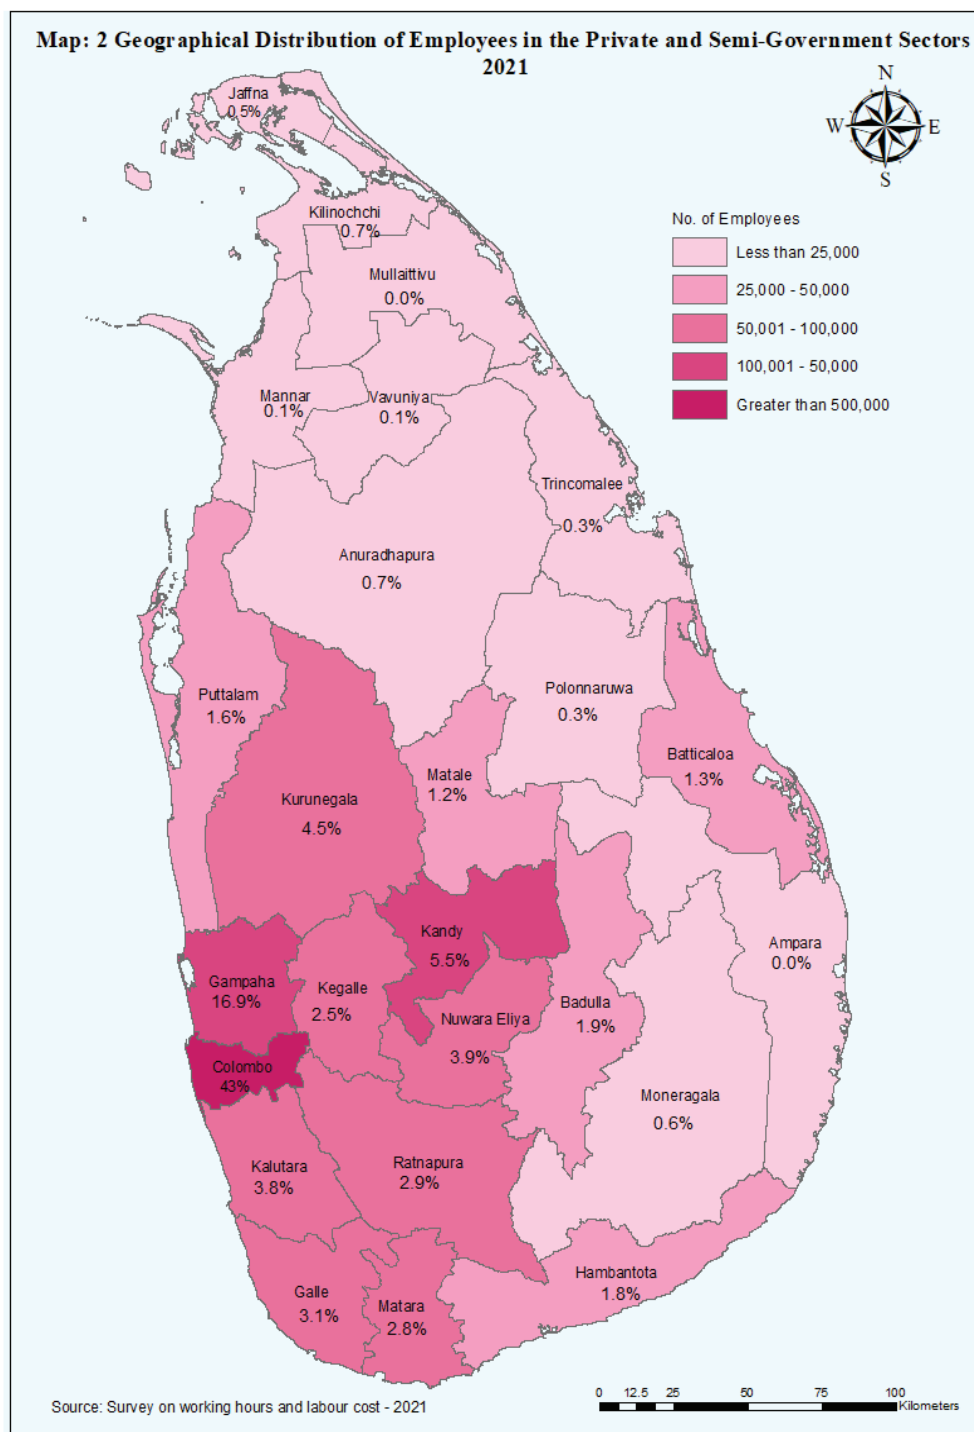 Map: 2 Geographical Distribution of Employees in the Private and Semi-Government Sectors
2021
N
W
E
S
Jaffna
0.5%
No. of Employees
Less than 25,000
25,000 - 50,000
50,001 - 100,000
100,001 - 50,000
Greater than 500,000
Kilinochchi
0.7%
Mullaittivu
0.0%
Mannar
0.1%
Vavuniya
0.1%
Trincomalee
0.3%
Anuradhapura
0.7%
Puttalam
1.6%
Polonnaruwa
0.3%
Batticaloa
1.3%
Matale
1.2%
Kurunegala
4.5%
Kandy
5.5%
Ampara
0.0%
Gampaha
16.9%
Kegalle
2.5%
Nuwara Eliya
3.9%
Badulla
1.9%
Colombo
43%
Moneragala
0.6%
Kalutara
3.8%
Ratnapura
2.9%
Hambantota
1.8%
Galle
3.1%
Matara
2.8%
Source: Survey on working hours and labour cost - 2021
0 12.5 25 50 75 100
Kilometers